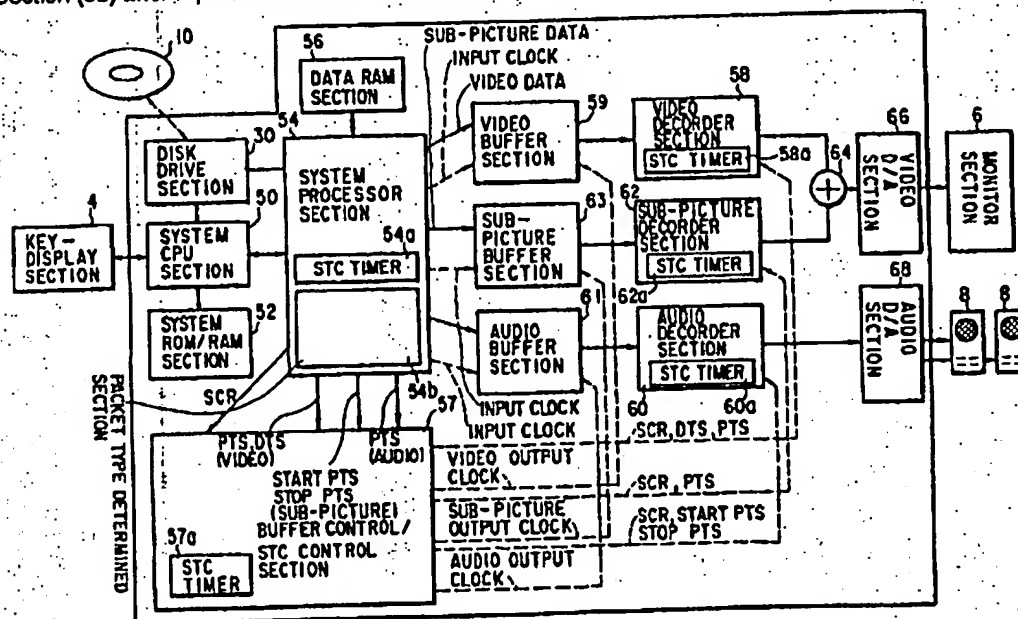 section (62) after
10
56
DATA RAM
SECTION
SUB-PICTURE DATA
INPUT CLOCK
VIDEO DATA
54
30
DISK
DRIVE
SECTION
50
SYSTEM
PROCESSOR
SECTION
54a
STC TIMER
4
KEY-
DISPLAY
SECTION
SYSTEM
CPU
SECTION
52
SYSTEM
ROM/RAM
SECTION
59
VIDEO
BUFFER
SECTION
63
SUB-
PICTURE
BUFFER
SECTION
61
AUDIO
BUFFER
SECTION
58
VIDEO
DECORDER
SECTION
STC TIMER
58a
62
SUB-PICTURE
DECORDER
SECTION
STC TIMER
62a
AUDIO
DECORDER
SECTION
STC TIMER
60
60a
64
66
VIDEO
D/A
SECTION
6
MONITOR
SECTION
68
AUDIO
D/A
SECTION
8
8
PACKET TYPE DETERMINED
SECTION
SCR
54b
57
INPUT CLOCK
INPUT CLOCK
PTS,DTS
(VIDEO)
PTS
(AUDIO)
START PTS
STOP PTS
(SUB-PICTURE)
BUFFER CONTROL/
STC CONTROL
SECTION
57a
STC
TIMER
SCR, DTS, PTS
VIDEO OUTPUT
CLOCK
SCR, PTS
SUB-PICTURE
OUTPUT CLOCK
SCR, START PTS
STOP PTS
AUDIO OUTPUT
CLOCK